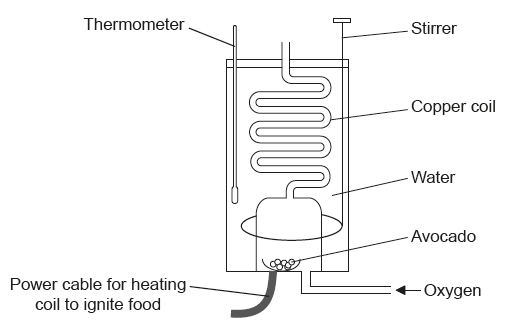 Thermometer
Stirrer
Copper coil
Water
Avocado
Power cable for heating
coil to ignite food
Oxygen